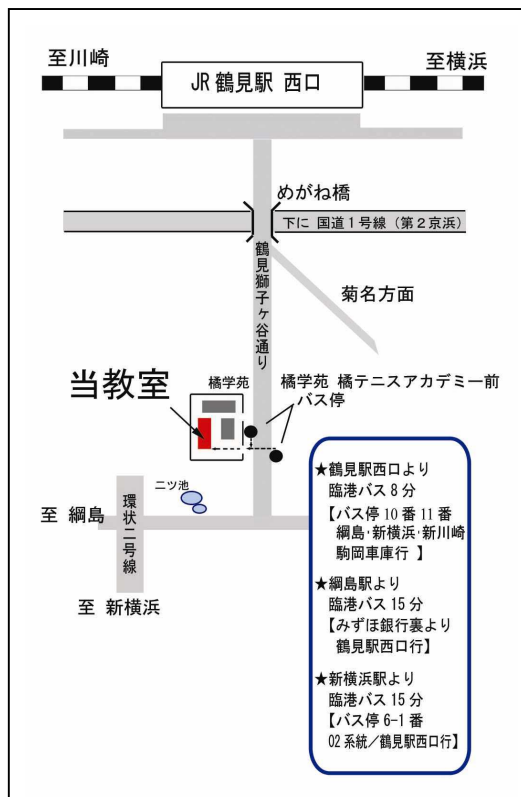 至川崎
JR 鶴見駅 西口
至横浜
めがね橋
下に 国道1号線 (第2京浜)
鶴見獅子ヶ谷通り
菊名方面
当教室
橘学苑
橘学苑 橘テニスアカデミー前
バス停
二ツ池
至 綱島
環状二号線
至 新横浜
★鶴見駅西口より
臨港バス 8分
【バス停 10番 11番
綱島・新横浜・新川崎
駒岡車庫行 】
★綱島駅より
臨港バス 15分
【みずほ銀行裏より
鶴見駅西口行】
★新横浜駅より
臨港バス 15分
【バス停 6-1番
02系統/鶴見駅西口行】